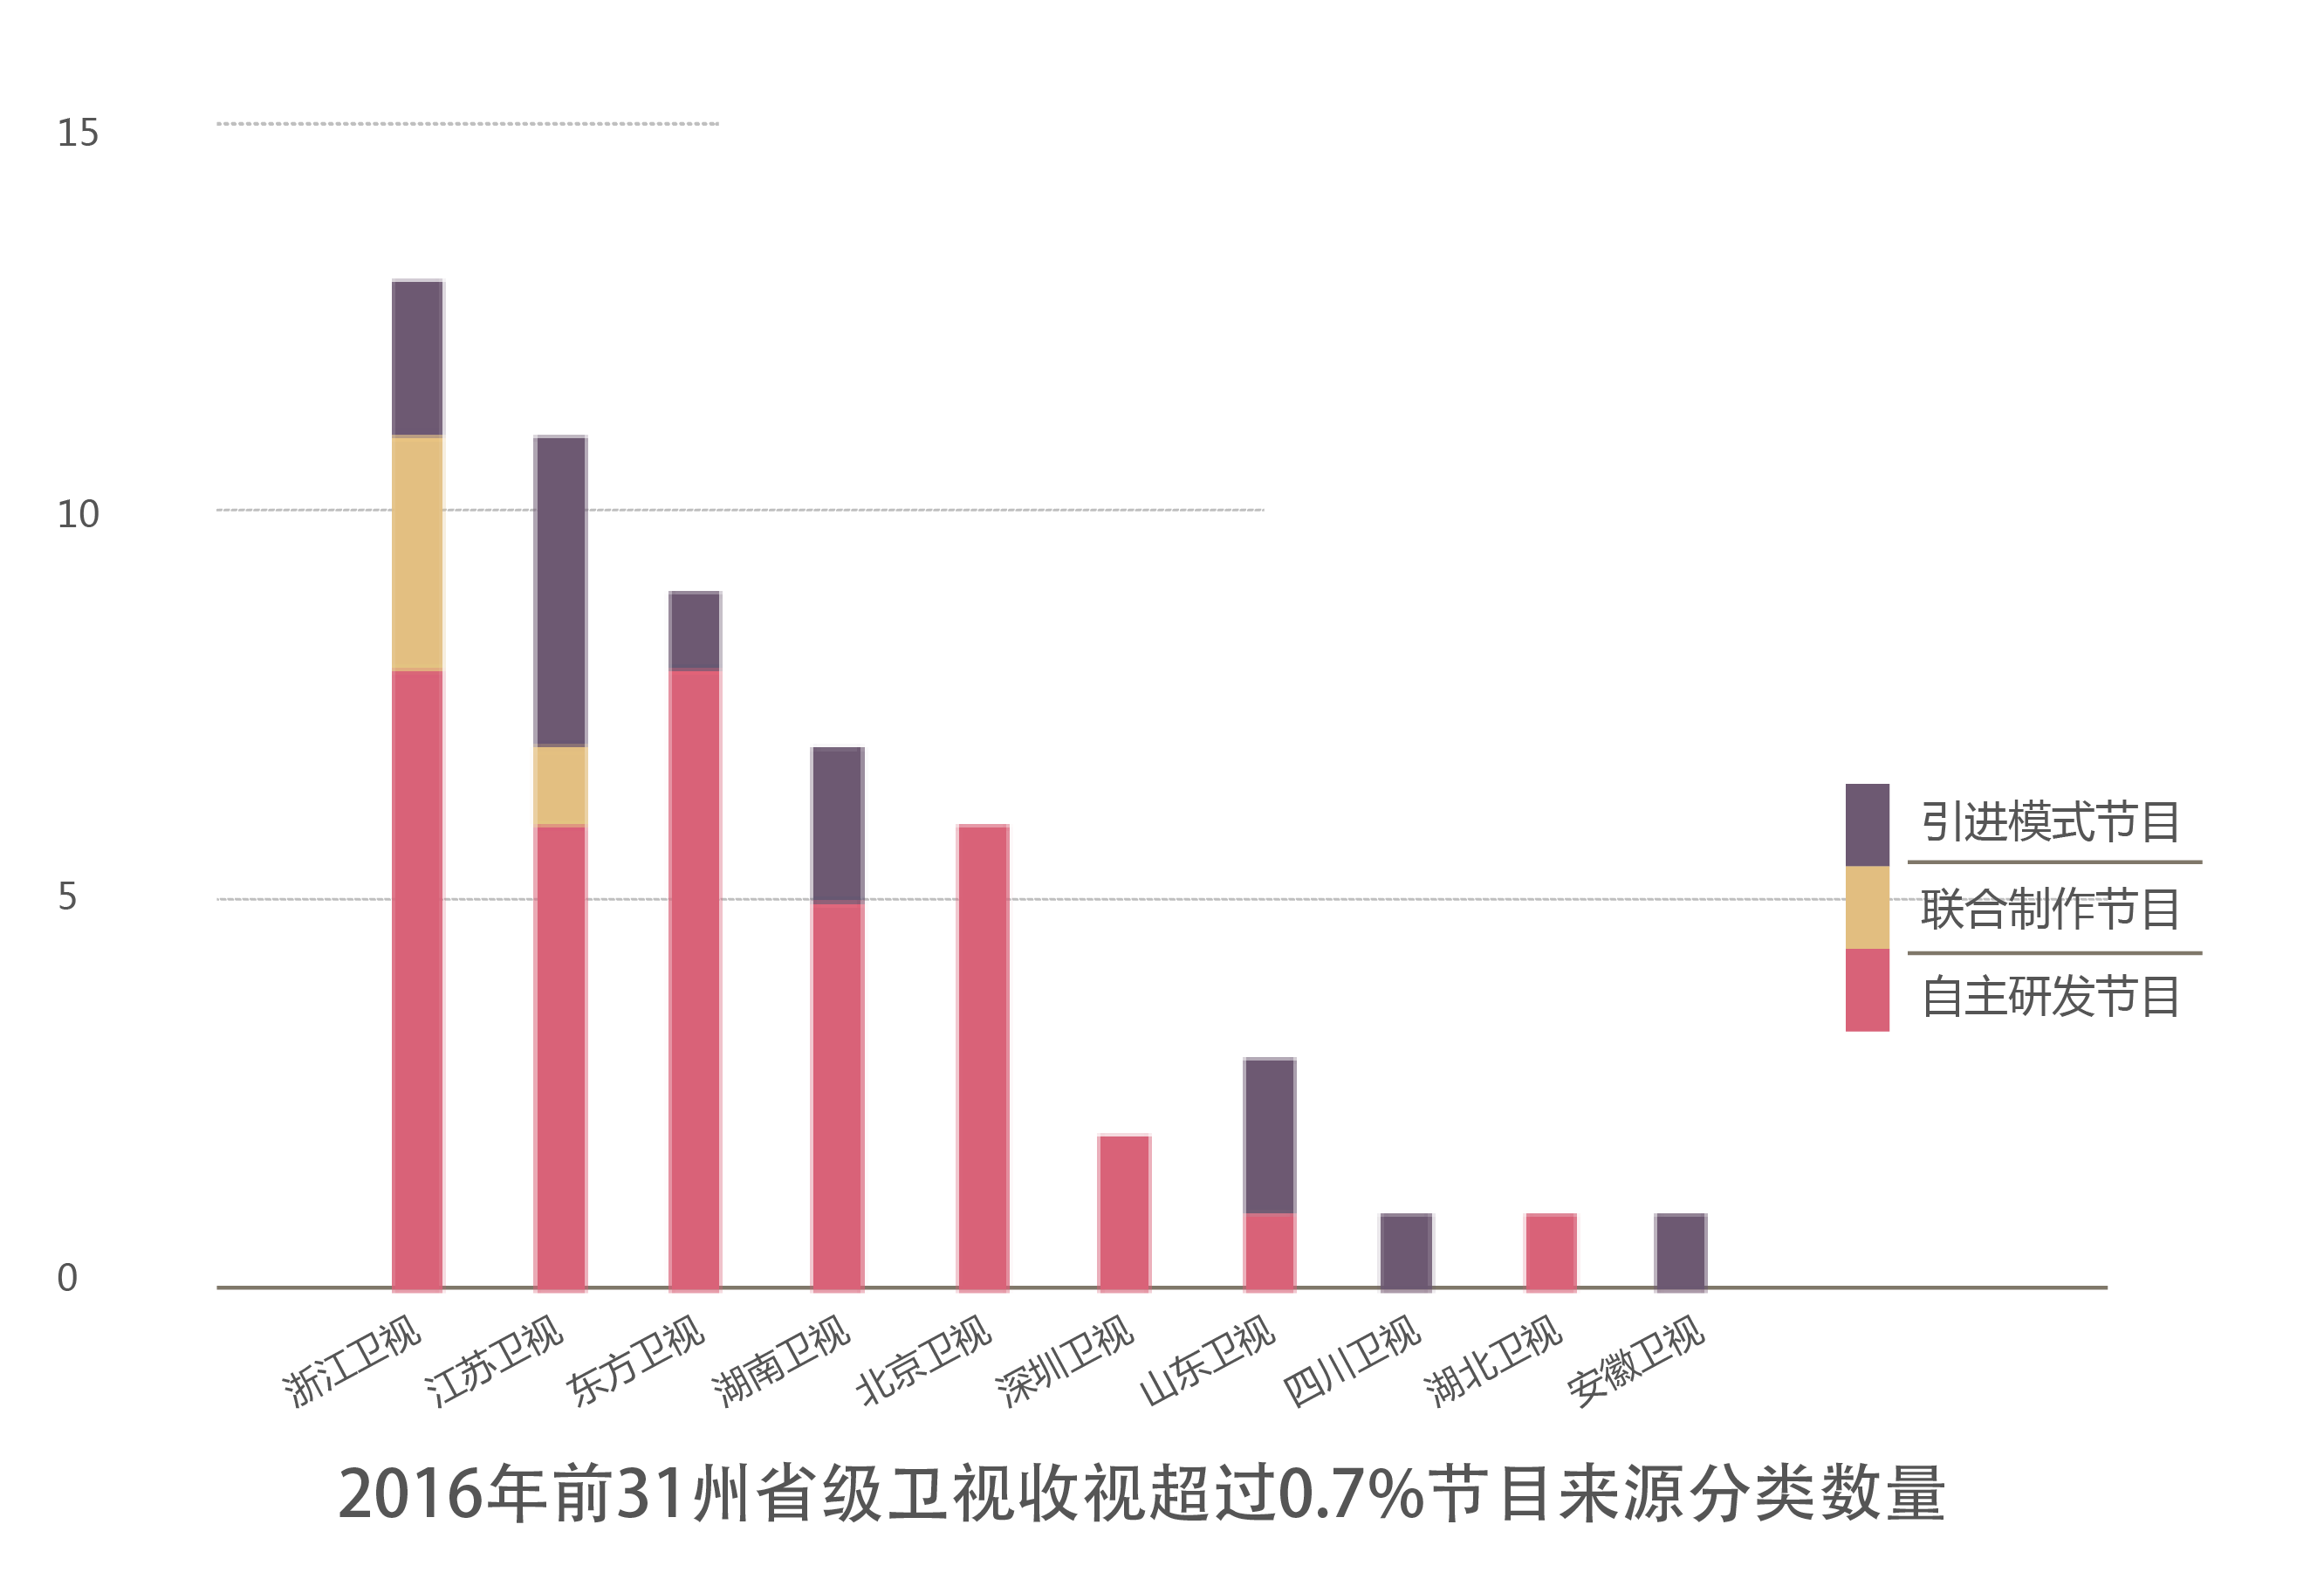 15
10
5
0
引进模式节目
联合制作节目
自主研发节目
浙江卫视
江苏卫视
东方卫视
湖南卫视
北京卫视
深圳卫视
山东卫视
四川卫视
湖北卫视
安徽卫视
2016年前31州省级卫视收视超过0.7%节目来源分类数量